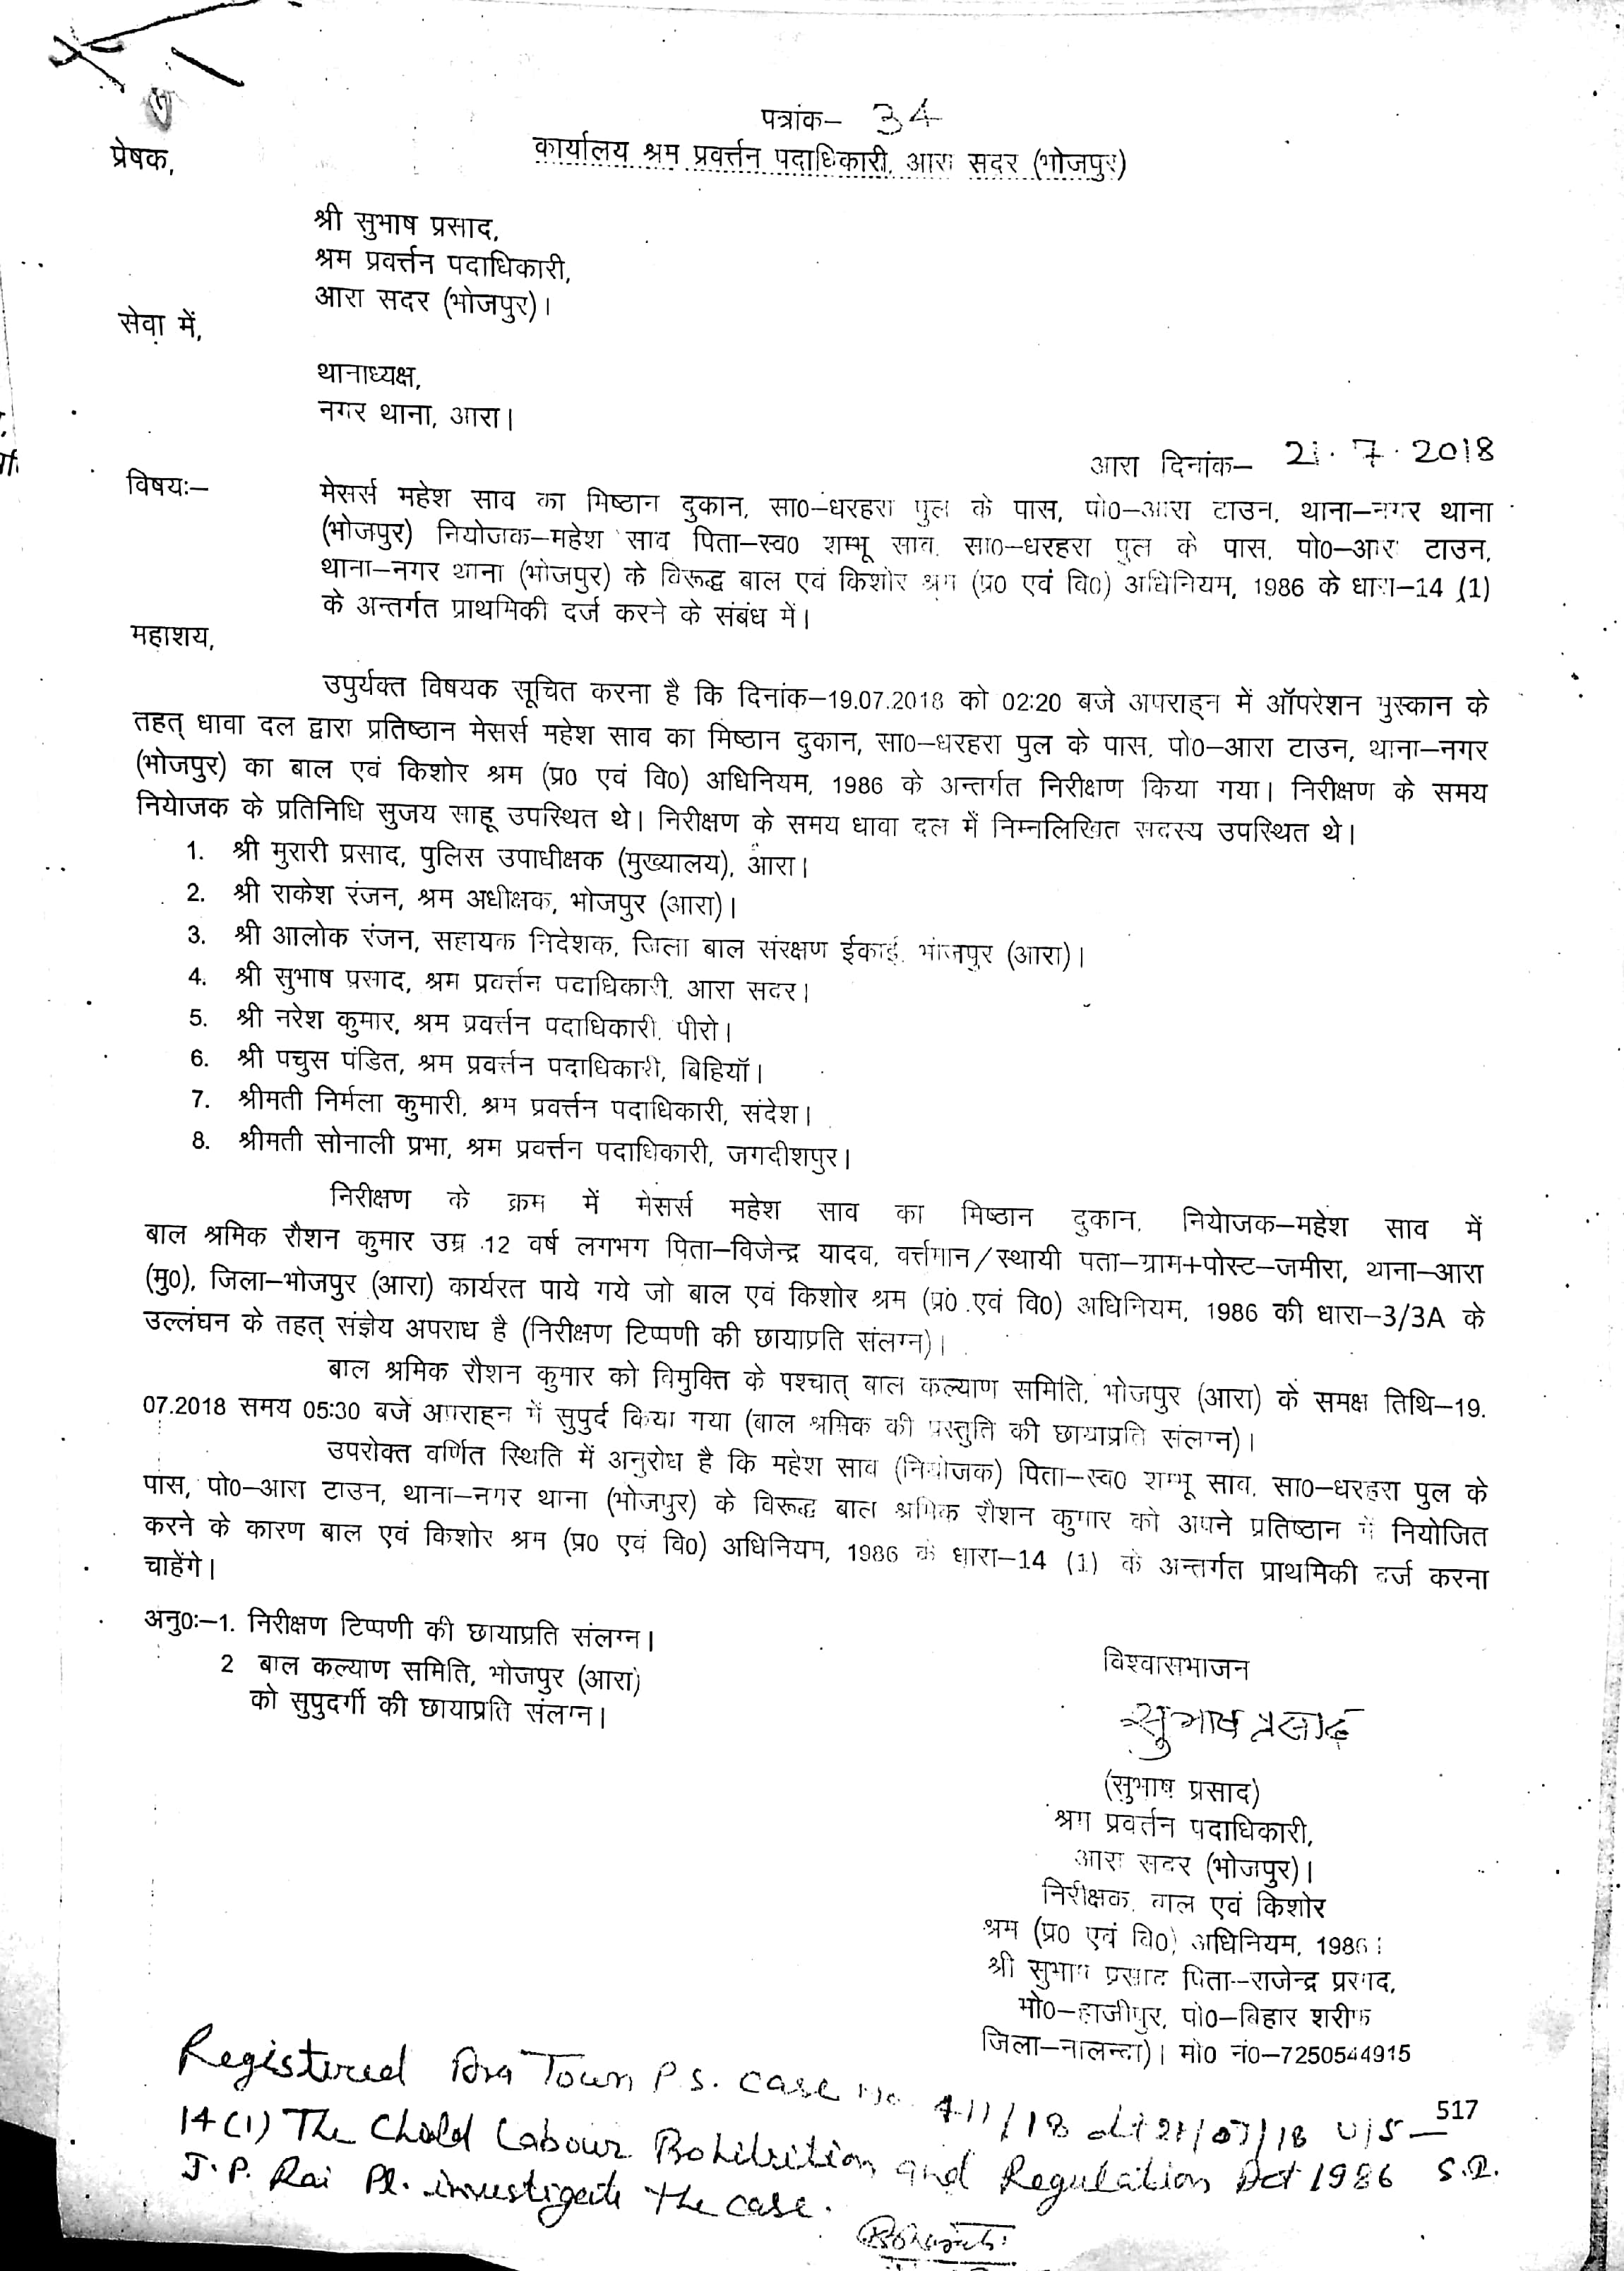 पत्रांक– 34
कार्यालय श्रम प्रवर्त्तन पदाधिकारी, आरा सदर (भोजपुर)
प्रेषक,
श्री सुभाष प्रसाद,
श्रम प्रवर्त्तन पदाधिकारी,
आरा सदर (भोजपुर)।
सेवा में,
थानाध्यक्ष,
नगर थाना, आरा।
आरा दिनांक– 21.7.2018
विषयः–
मेसर्स महेश साव का मिष्ठान दुकान, सा0–धरहरा पुल के पास, पो0–आरा टाउन, थाना–नगर थाना
(भोजपुर) नियोजक–महेश साव पिता–स्व0 शम्भू साव, सा0–धरहरा पुल के पास, पो0–आरा टाउन,
थाना–नगर थाना (भोजपुर) के विरूद्ध बाल एवं किशोर श्रम (प्र0 एवं वि0) अधिनियम, 1986 के धारा–14 (1)
के अन्तर्गत प्राथमिकी दर्ज करने के संबंध में।
महाशय,
उपुर्यक्त विषयक सूचित करना है कि दिनांक–19.07.2018 को 02:20 बजे अपराह्न में ऑपरेशन मुस्कान के
तहत् धावा दल द्वारा प्रतिष्ठान मेसर्स महेश साव का मिष्ठान दुकान, सा0–धरहरा पुल के पास, पो0–आरा टाउन, थाना–नगर
(भोजपुर) का बाल एवं किशोर श्रम (प्र0 एवं वि0) अधिनियम, 1986 के अन्तर्गत निरीक्षण किया गया। निरीक्षण के समय
नियेाजक के प्रतिनिधि सुजय साहू उपस्थित थे। निरीक्षण के समय धावा दल में निम्नलिखित सदस्य उपस्थित थे।
1. श्री मुरारी प्रसाद, पुलिस उपाधीक्षक (मुख्यालय), आरा।
2. श्री राकेश रंजन, श्रम अधीक्षक, भोजपुर (आरा)।
3. श्री आलोक रंजन, सहायक निदेशक, जिला बाल संरक्षण ईकाई, भोजपुर (आरा)।
4. श्री सुभाष प्रसाद, श्रम प्रवर्त्तन पदाधिकारी, आरा सदर।
5. श्री नरेश कुमार, श्रम प्रवर्त्तन पदाधिकारी, पीरो।
6. श्री पचुस पंडित, श्रम प्रवर्त्तन पदाधिकारी, बिहियॉ।
7. श्रीमती निर्मला कुमारी, श्रम प्रवर्त्तन पदाधिकारी, संदेश।
8. श्रीमती सोनाली प्रभा, श्रम प्रवर्त्तन पदाधिकारी, जगदीशपुर।
निरीक्षण के क्रम में मेसर्स महेश साव का मिष्ठान दुकान, नियेाजक–महेश साव में
बाल श्रमिक रौशन कुमार उम्र 12 वर्ष लगभग पिता–विजेन्द्र यादव, वर्त्तमान/स्थायी पता–ग्राम+पोस्ट–जमीरा, थाना–आरा
(मु0), जिला–भोजपुर (आरा) कार्यरत पाये गये जो बाल एवं किशोर श्रम (प्र0 एवं वि0) अधिनियम, 1986 की धारा–3/3A के
उल्लंघन के तहत् संज्ञेय अपराध है (निरीक्षण टिप्पणी की छायाप्रति संलग्न)।
बाल श्रमिक रौशन कुमार को विमुक्ति के पश्चात् बाल कल्याण समिति, भोजपुर (आरा) के समक्ष तिथि–19.
07.2018 समय 05:30 बजे अपराह्न में सुपुर्द किया गया (बाल श्रमिक की प्रस्तुति की छायाप्रति संलग्न)।
उपरोक्त वर्णित स्थिति में अनुरोध है कि महेश साव (नियोजक) पिता–स्व0 शम्भू साव, सा0–धरहरा पुल के
पास, पो0–आरा टाउन, थाना–नगर थाना (भोजपुर) के विरूद्ध बाल श्रमिक रौशन कुमार को अपने प्रतिष्ठान में नियोजित
करने के कारण बाल एवं किशोर श्रम (प्र0 एवं वि0) अधिनियम, 1986 के धारा–14 (1) के अन्तर्गत प्राथमिकी दर्ज करना
चाहेंगे।
अनु0:–1. निरीक्षण टिप्पणी की छायाप्रति संलग्न।
2 बाल कल्याण समिति, भोजपुर (आरा)
को सुपुदर्गी की छायाप्रति संलग्न।
विश्वासभाजन
सुभाष प्रसाद
(सुभाष प्रसाद)
श्रम प्रवर्तन पदाधिकारी,
आरा सदर (भोजपुर)।
निरीक्षक, बाल एवं किशोर
श्रम (प्र0 एवं वि0) अधिनियम, 1986।
श्री सुभाष प्रसाद पिता–राजेन्द्र प्रसाद,
मो0–हाजीपुर, पो0–बिहार शरीफ
जिला–नालन्दा)। मो0 नं0–7250544915
Registered Ara Town P.S. Case No. 411/18 dt 21/07/18 U/S –
517
14(1) The Child Labour Prohibition and Regulation Act 1986 S.I.
J.P. Rai Pl. investigate the case.